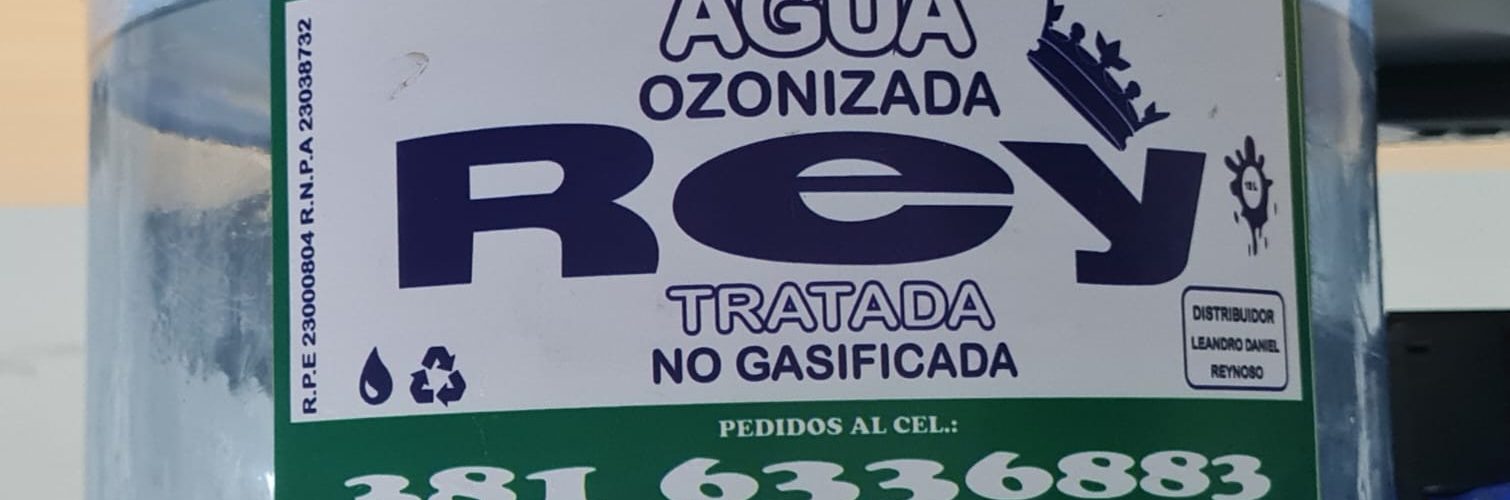 AGUA
OZONIZADA
Rey
TRATADA
NO GASIFICADA
R.P.E 23000804 R.N.P.A 23038732
DISTRIBUIDOR
LEANDRO DANIEL
REYNOSO
PEDIDOS AL CEL.:
381 6336883